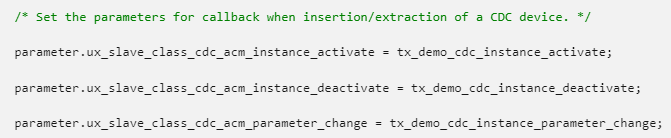 /* Set the parameters for callback when insertion/extraction of a CDC device. */
parameter.ux_slave_class_cdc_acm_instance_activate = tx_demo_cdc_instance_activate;
parameter.ux_slave_class_cdc_acm_instance_deactivate = tx_demo_cdc_instance_deactivate;
parameter.ux_slave_class_cdc_acm_parameter_change = tx_demo_cdc_instance_parameter_change;